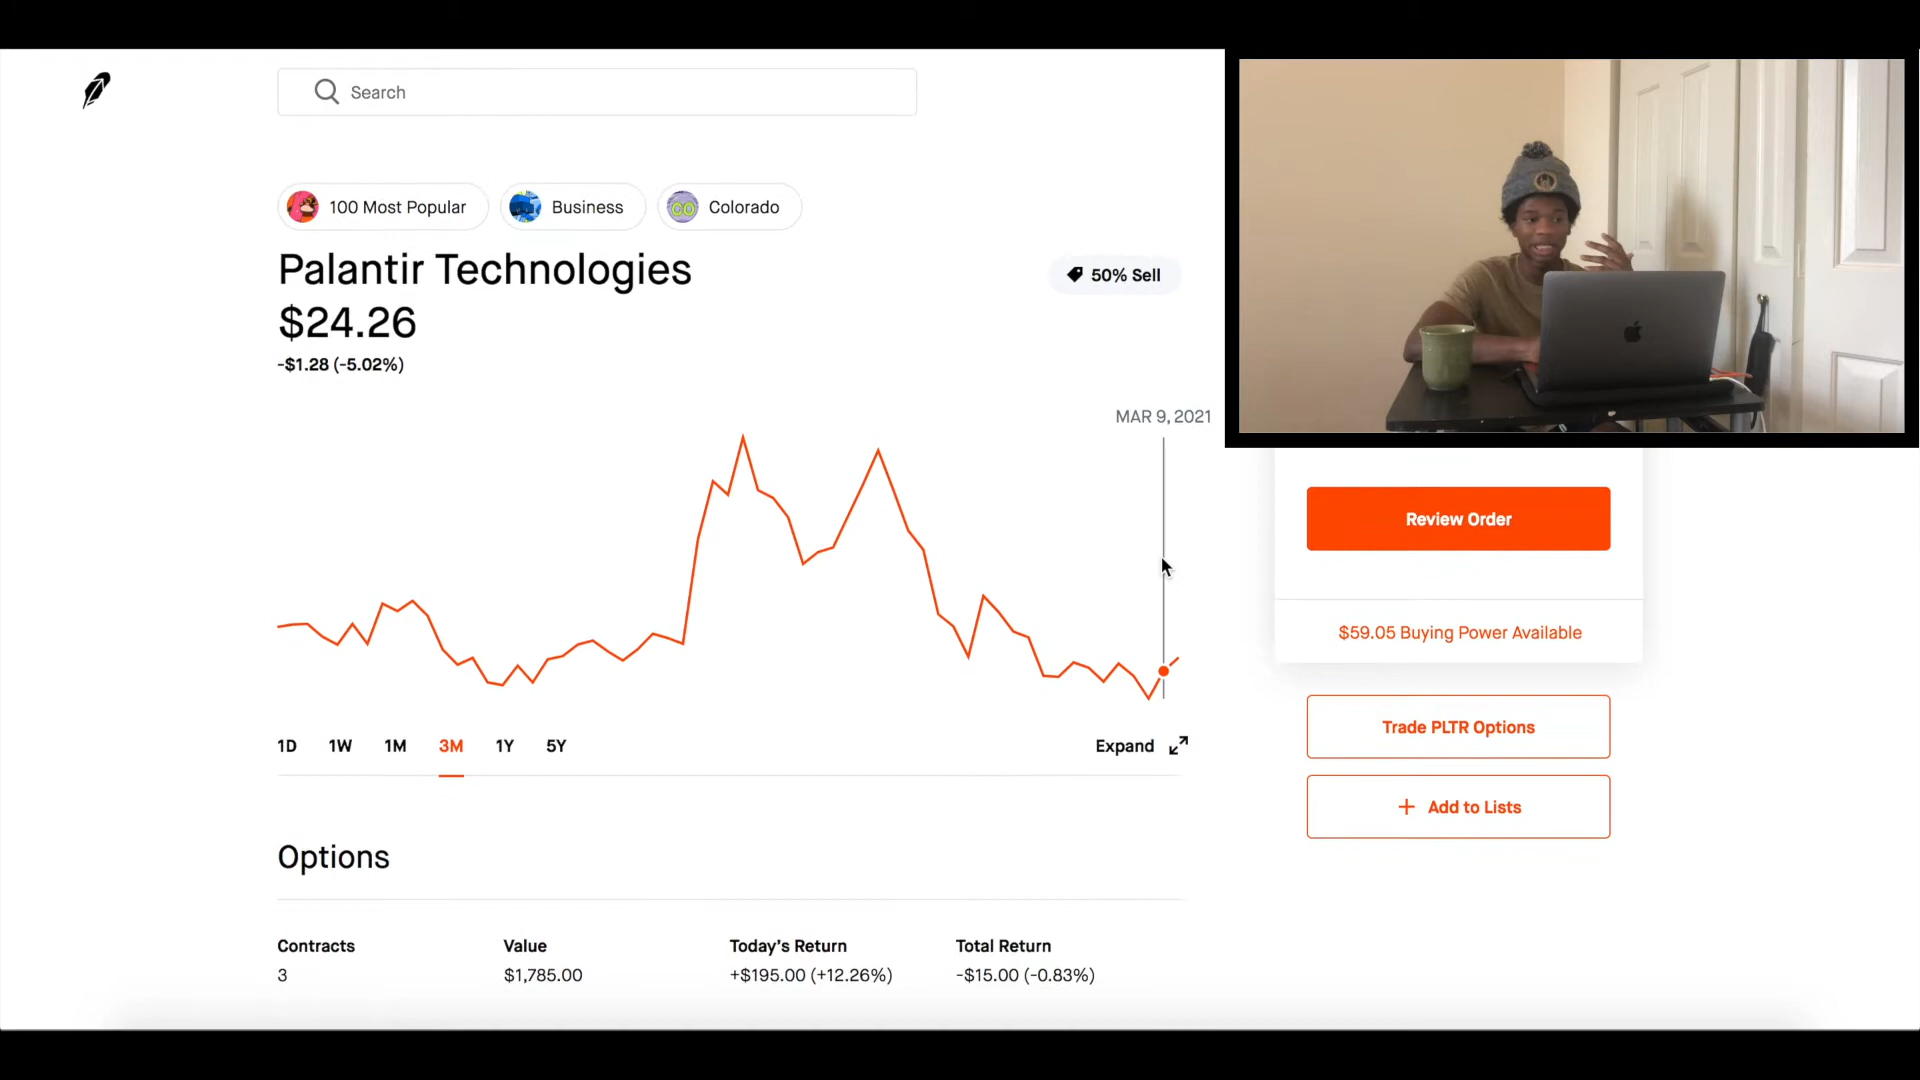 Search
100 Most Popular
Business
Colorado
Palantir Technologies
$24.26
-$1.28 (-5.02%)
50% Sell
MAR 9, 2021
1D 1W 1M 3M 1Y 5Y
Expand
Options
Contracts Value Today's Return Total Return
3 $1,785.00 +$195.00 (+12.26%) -$15.00 (-0.83%)
Review Order
$59.05 Buying Power Available
Trade PLTR Options
+ Add to Lists